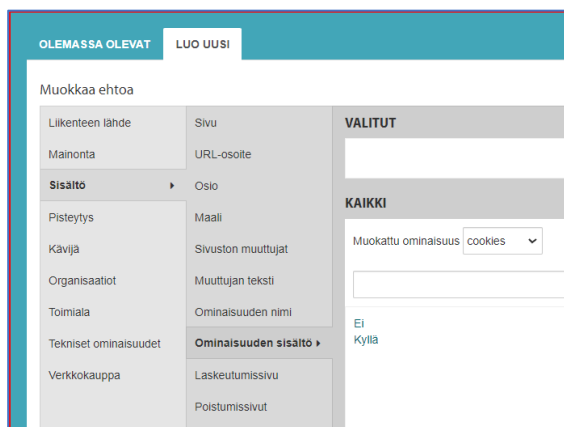 OLEMASSA OLEVAT
LUO UUSI
Muokkaa ehtoa
Liikenteen lähde
Mainonta
Sisältö
Pisteytys
Kävijä
Organisaatiot
Toimiala
Tekniset ominaisuudet
Verkkokauppa
Sivu
URL-osoite
Osio
Maali
Sivuston muuttujat
Muuttujan teksti
Ominaisuuden nimi
Ominaisuuden sisältö
Laskeutumissivu
Poistumissivut
VALITUT
KAIKKI
Muokattu ominaisuus cookies
Ei
Kyllä